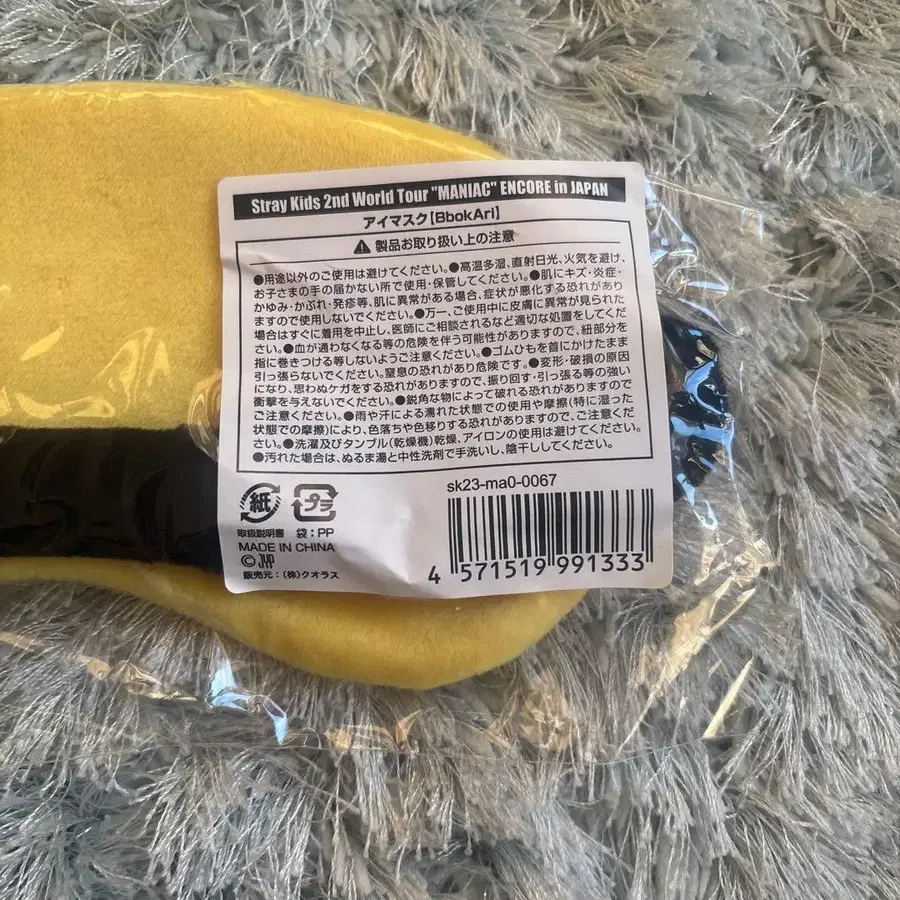 Stray Kids 2nd World Tour "MANIAC" ENCORE in JAPAN
アイマスク【BbokAri】
⚠ 製品お取り扱い上の注意
●用途以外のご使用は避けてください。●高温多湿、直射日光、火気を避け、
お子さまの手の届かない所で使用・保管してください。●肌にキズ・炎症・
かゆみ・かぶれ・発疹等、肌に異常がある場合、症状が悪化する恐れがあり
ますので使用しないでください。●万一、ご使用中に皮膚に異常が見られた
場合はすぐに着用を中止し、医師にご相談されるなど適切な処置をしてくだ
さい。●血が通わなくなる等の危険を伴う可能性がありますので、紐部分を
指に巻きつける等しないようご注意ください。●ゴムひもを首にかけたまま
引っ張らないでください。窒息の恐れがあり危険です。●変形・破損の原因
になり、思わぬケガをする恐れがありますので、振り回す・引っ張る等の強い
衝撃を与えないでください。●鋭角な物によって破れる恐れがありますので
ご注意ください。●雨や汗による濡れた状態での使用や摩擦(特に湿った
状態での摩擦)により、色落ちや色移りする恐れがありますので、ご注意くださ
い。●洗濯及びタンブル(乾燥機)乾燥、アイロンの使用は避けてください。
●汚れた場合は、ぬるま湯と中性洗剤で手洗いし、陰干ししてください。
紙 プラ
取扱説明書 袋：PP
MADE IN CHINA
©JYP
販売元：(株)クオラス
sk23-ma0-0067
4 571519 991333